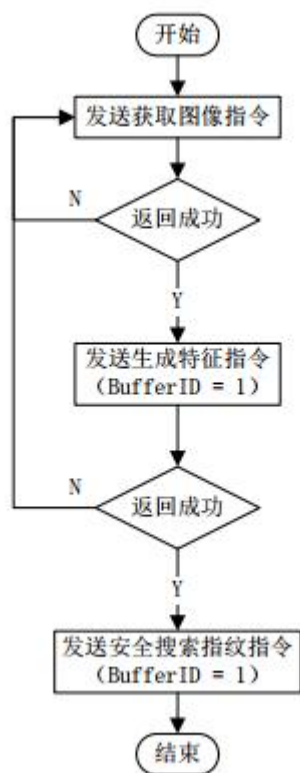 开始
发送获取图像指令
N
返回成功
Y
发送生成特征指令
（BufferID = 1）
N
返回成功
Y
发送安全搜索指纹指令
（BufferID = 1）
结束